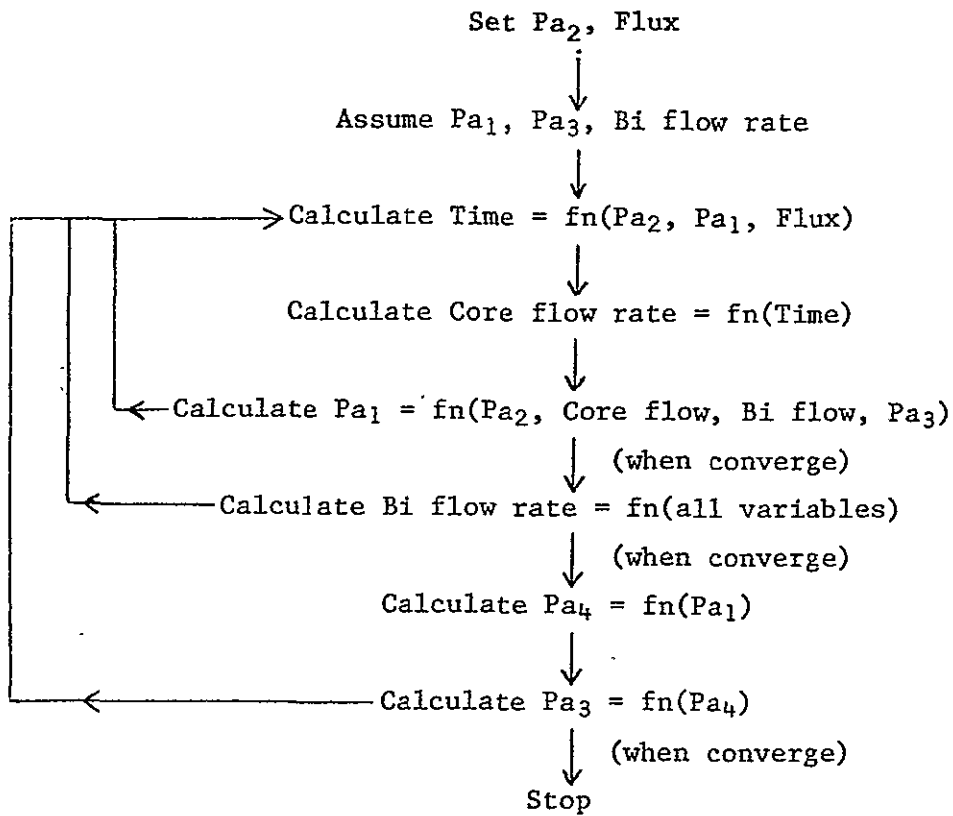 Set Pa₂, Flux
Assume Pa₁, Pa₃, Bi flow rate
Calculate Time = fn(Pa₂, Pa₁, Flux)
Calculate Core flow rate = fn(Time)
Calculate Pa₁ = fn(Pa₂, Core flow, Bi flow, Pa₃)
(when converge)
Calculate Bi flow rate = fn(all variables)
(when converge)
Calculate Pa₄ = fn(Pa₁)
Calculate Pa₃ = fn(Pa₄)
(when converge)
Stop